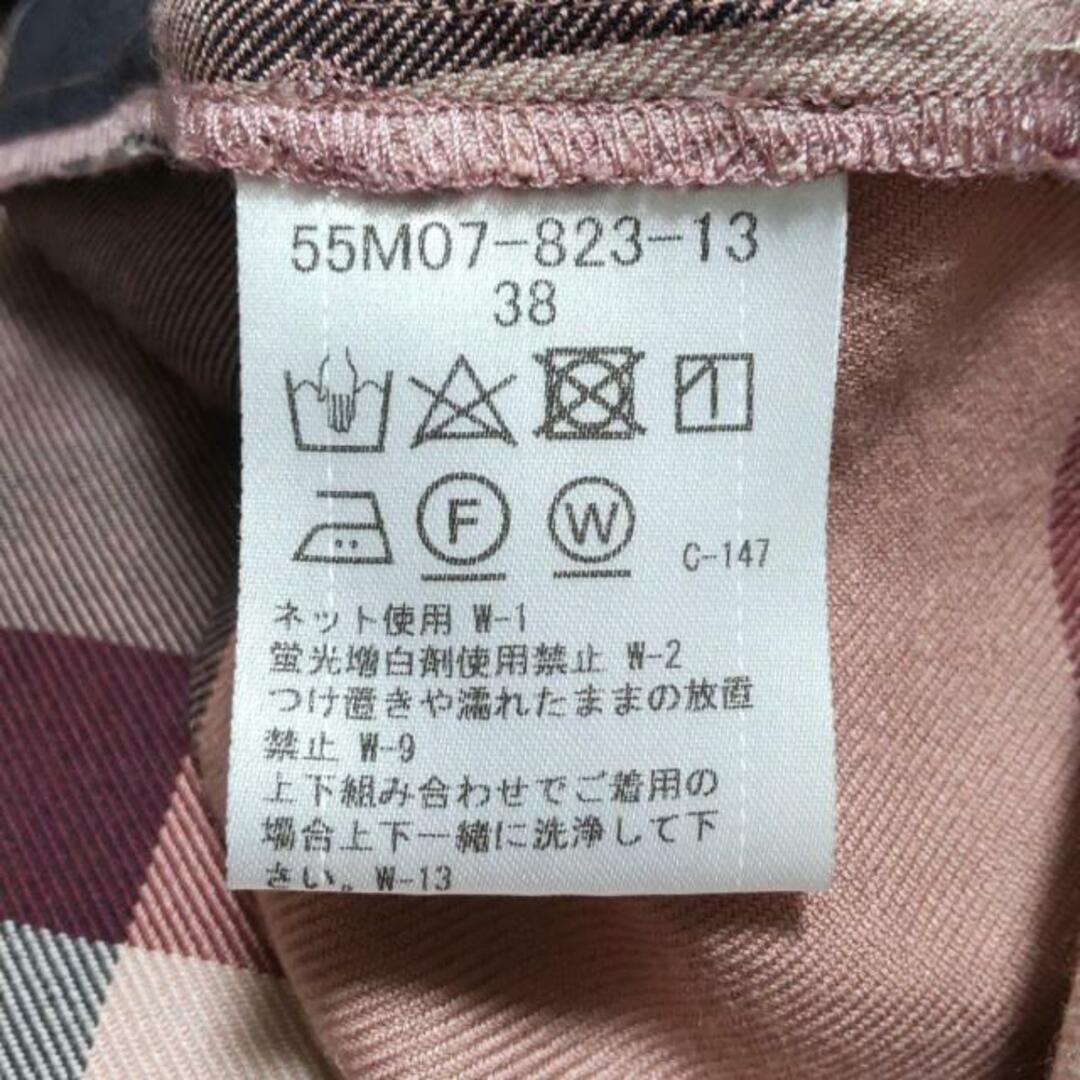 55M07-823-13
38
F W C-147
ネット使用 W-1
蛍光増白剤使用禁止 W-2
つけ置きや濡れたままの放置
禁止 W-9
上下組み合わせでご着用の
場合上下一緒に洗浄して下
さい。W-13